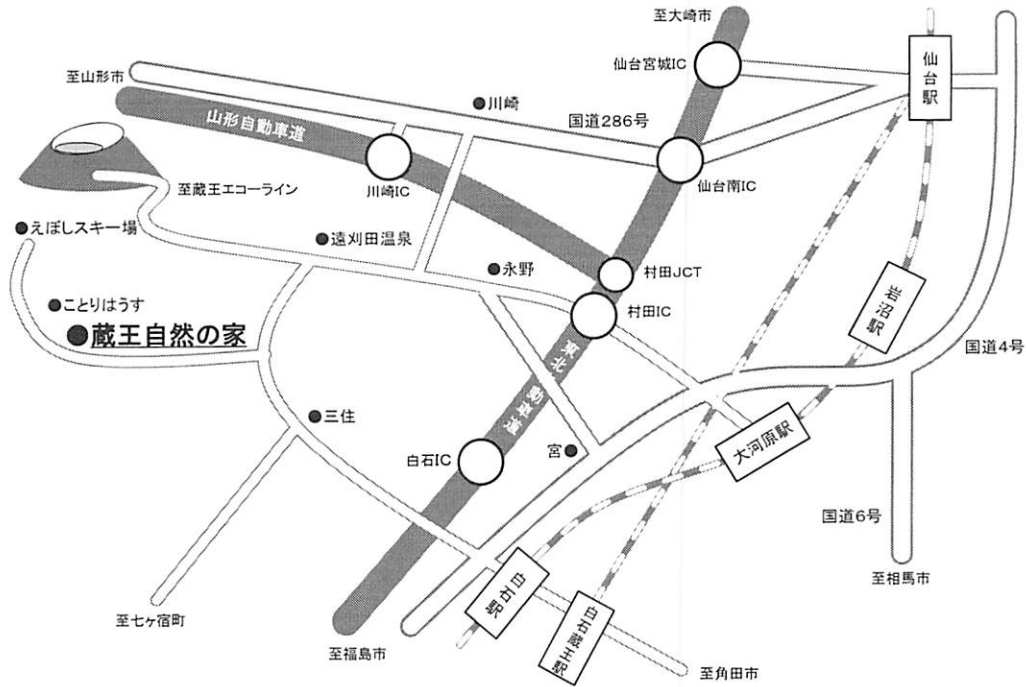 至大崎市
仙台宮城IC
仙台駅
至山形市
川崎
国道286号
山形自動車道
川崎IC
仙台南IC
至蔵王エコーライン
えぼしスキー場
遠刈田温泉
永野
村田JCT
岩沼駅
ことりはうす
村田IC
蔵王自然の家
国道4号
東北
動車道
三住
大河原駅
白石IC
宮
国道6号
至相馬市
白石駅
白石蔵王駅
至七ヶ宿町
至福島市
至角田市